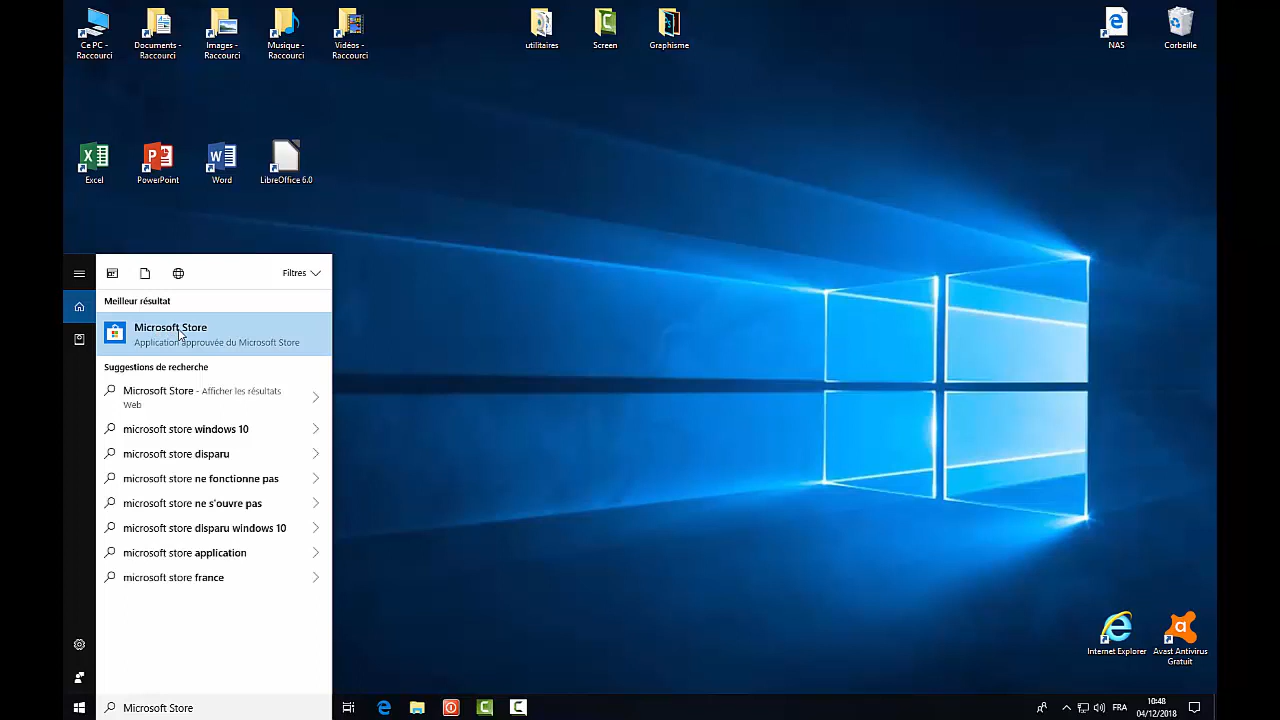 Ce PC -
Raccourci
Documents -
Raccourci
Images -
Raccourci
Musique -
Raccourci
Vidéos -
Raccourci
utilitaires
Screen
Graphisme
NAS
Corbeille
Excel
PowerPoint
Word
LibreOffice 6.0
Filtres
Meilleur résultat
Microsoft Store
Application approuvée du Microsoft Store
Suggestions de recherche
Microsoft Store - Afficher les résultats
Web
microsoft store windows 10
microsoft store disparu
microsoft store ne fonctionne pas
microsoft store ne s'ouvre pas
microsoft store disparu windows 10
microsoft store application
microsoft store france
Internet Explorer
Avast Antivirus
Gratuit
Microsoft Store
FRA
10:48
04/12/2018